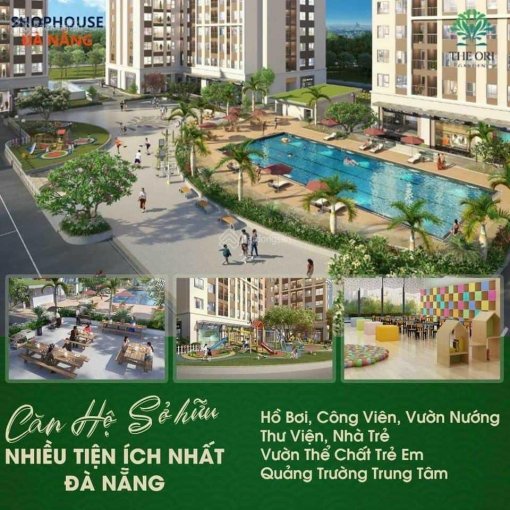 SHOPHOUSE
ĐÀ NẴNG
THE ORI
GARDEN
Căn Hộ Sở hữu
NHIỀU TIỆN ÍCH NHẤT
ĐÀ NẴNG
Hồ Bơi, Công Viên, Vườn Nướng
Thư Viện, Nhà Trẻ
Vườn Thể Chất Trẻ Em
Quảng Trường Trung Tâm